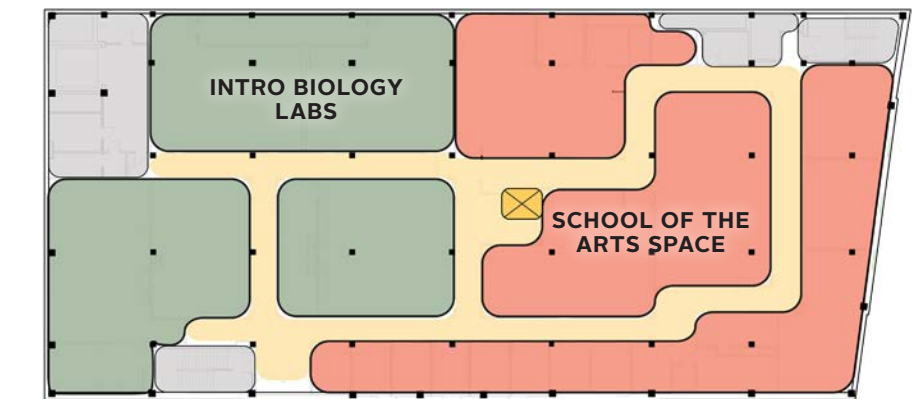 INTRO BIOLOGY
LABS
SCHOOL OF THE
ARTS SPACE